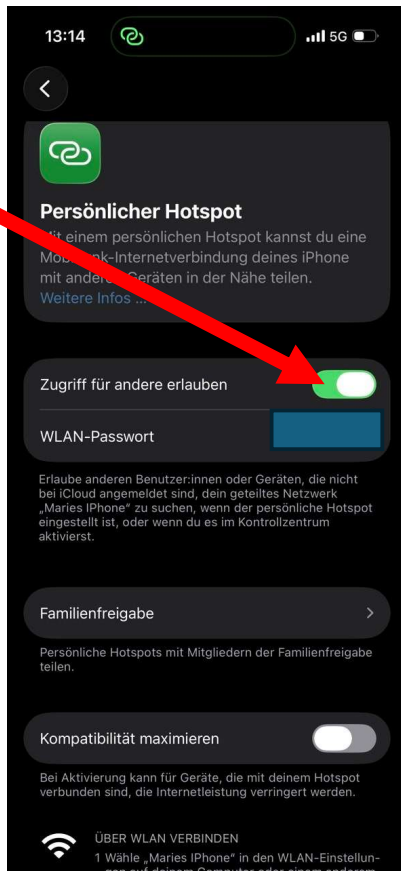 13:14
5G
Persönlicher Hotspot
Mit einem persönlichen Hotspot kannst du eine
-Internetverbindung deines iPhone
mit anderen Geräten in der Nähe teilen.
Weitere Infos ...
Zugriff für andere erlauben
WLAN-Passwort
Erlaube anderen Benutzer:innen oder Geräten, die nicht
bei iCloud angemeldet sind, dein geteiltes Netzwerk
„Maries IPhone“ zu suchen, wenn der persönliche Hotspot
eingestellt ist, oder wenn du es im Kontrollzentrum
aktivierst.
Familienfreigabe
Persönliche Hotspots mit Mitgliedern der Familienfreigabe
teilen.
Kompatibilität maximieren
Bei Aktivierung kann für Geräte, die mit deinem Hotspot
verbunden sind, die Internetleistung verringert werden.
ÜBER WLAN VERBINDEN
1 Wähle „Maries IPhone“ in den WLAN-Einstellun-